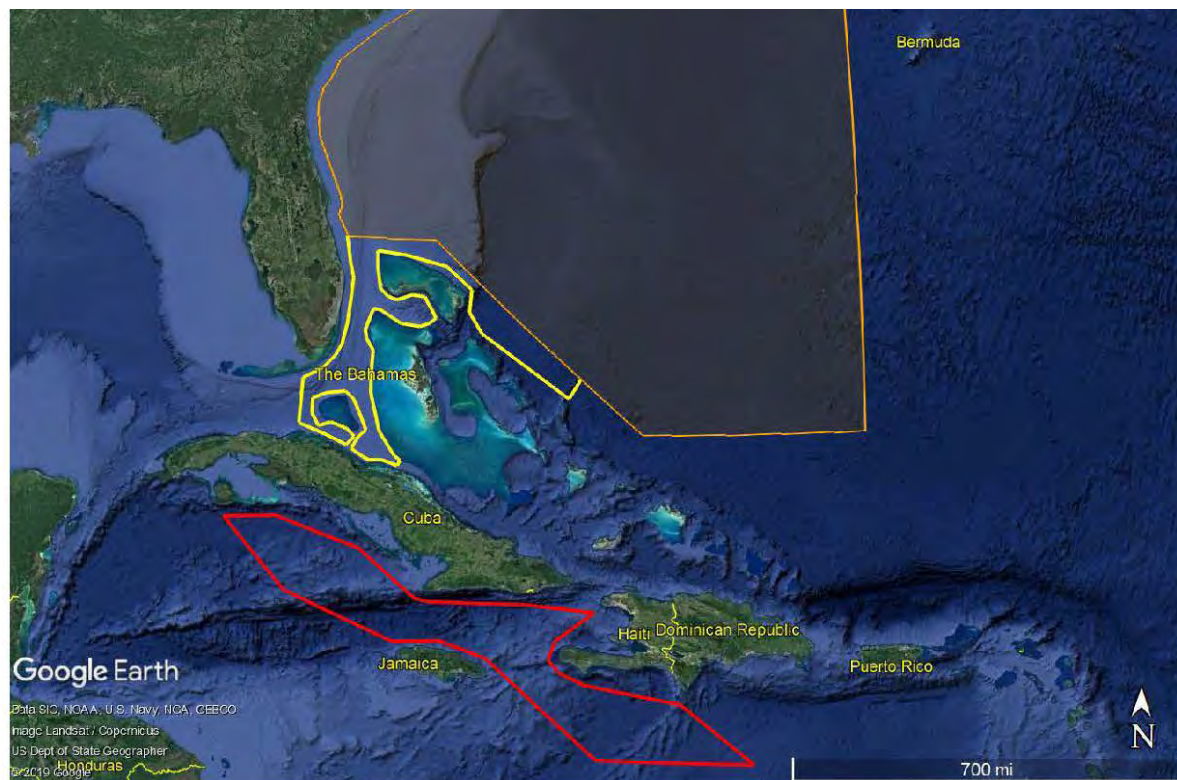 Bermuda
The Bahamas
Cuba
Haiti
Dominican Republic
Jamaica
Puerto Rico
Google Earth
Data SIO, NOAA, U.S. Navy, NGA, GEBCO
Image Landsat / Copernicus
US Dept of State Geographer
© 2019 Google
Honduras
N
700 mi